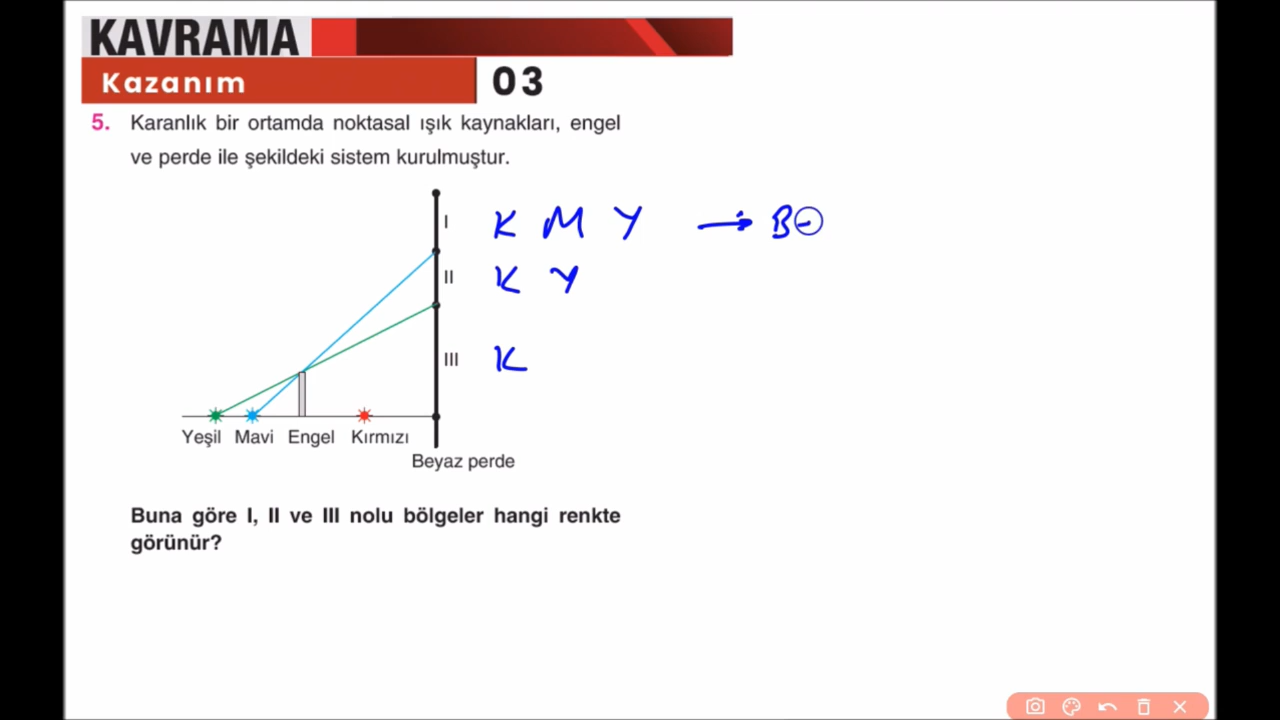 KAVRAMA
Kazanım 03
5. Karanlık bir ortamda noktasal ışık kaynakları, engel
ve perde ile şekildeki sistem kurulmuştur.
I K M Y → B
II K Y
III K
Yeşil Mavi Engel Kırmızı
Beyaz perde
Buna göre I, II ve III nolu bölgeler hangi renkte
görünür?